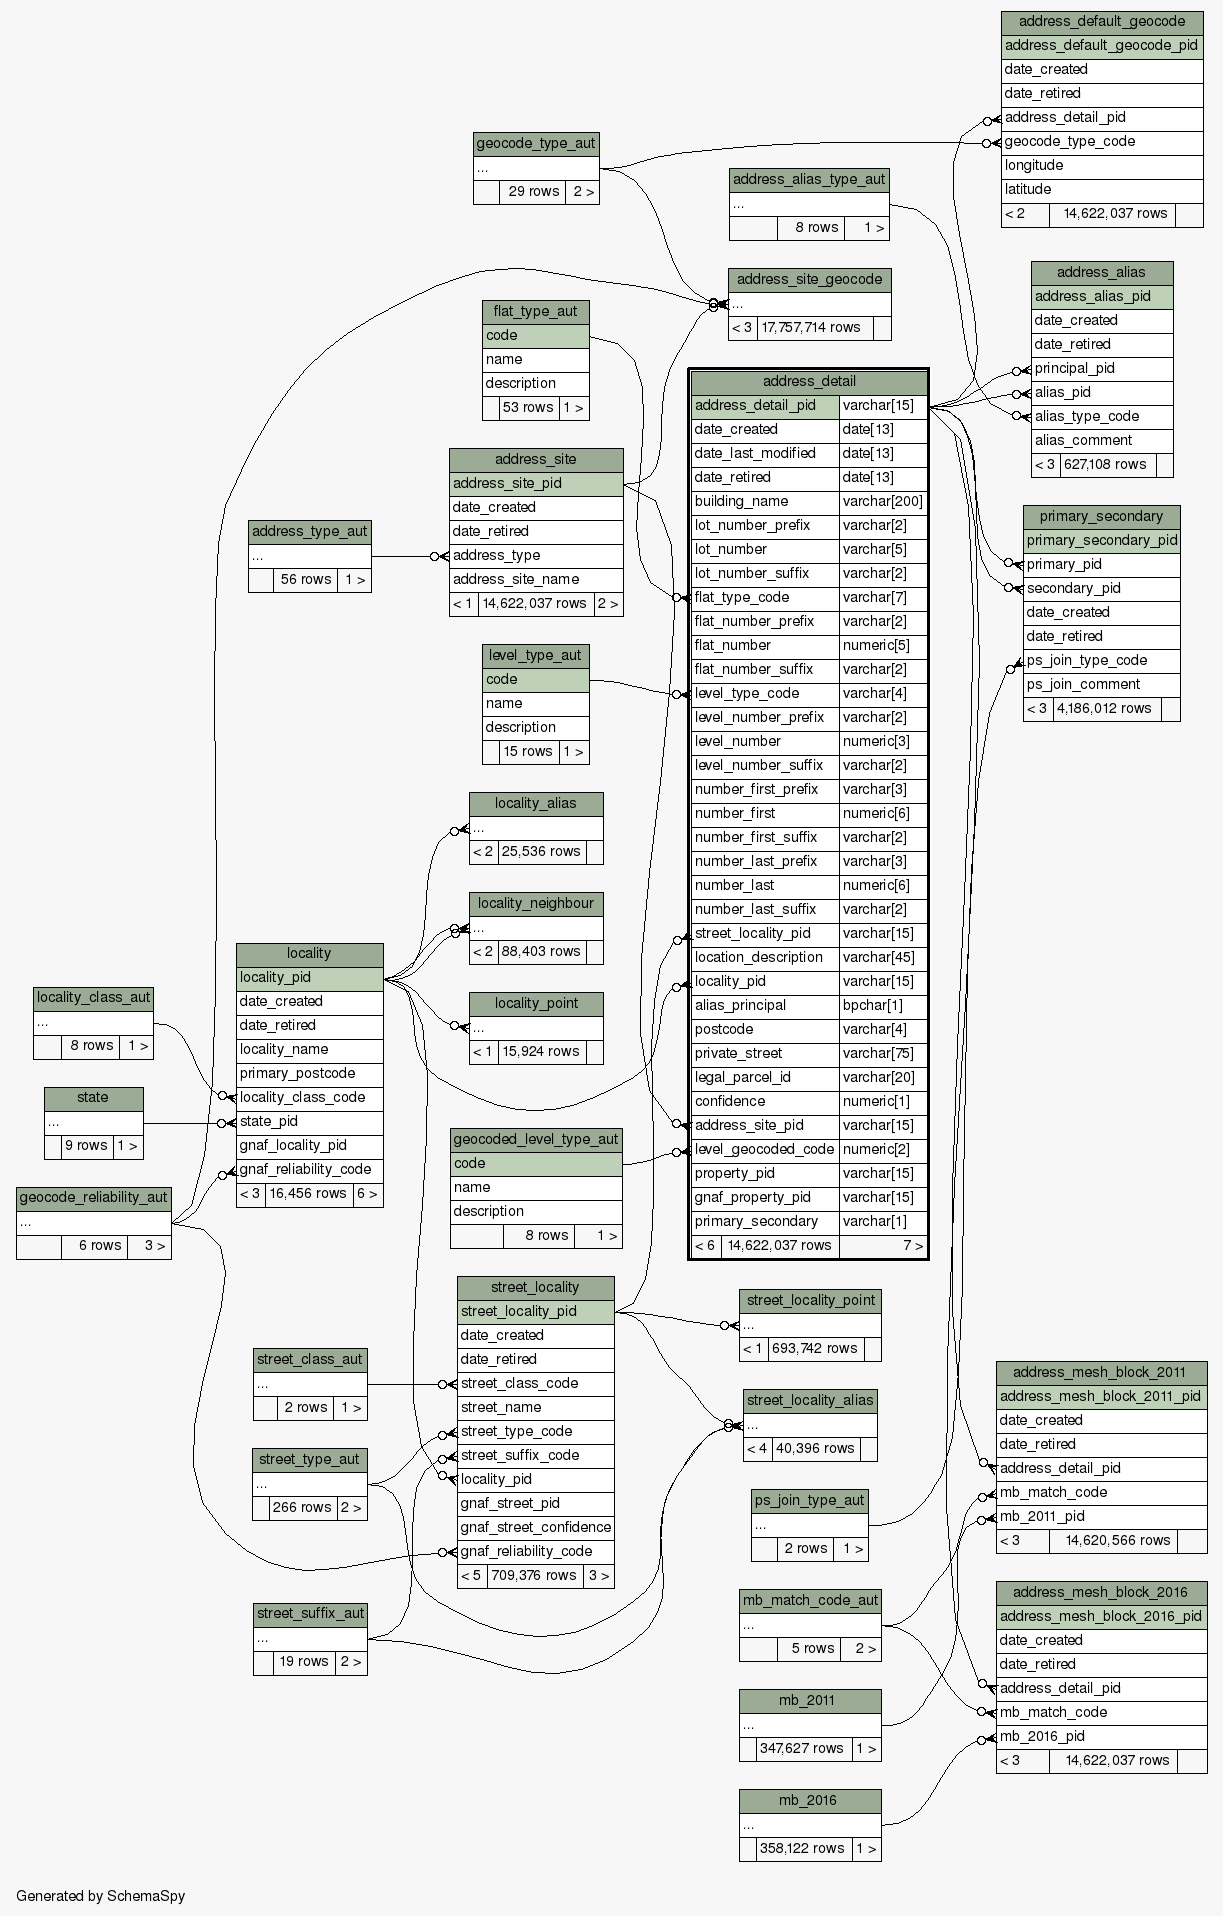 address_default_geocode
address_default_geocode_pid
date_created
date_retired
address_detail_pid
geocode_type_code
longitude
latitude
< 2 14,622,037 rows
geocode_type_aut
...
29 rows 2 >
address_alias_type_aut
...
8 rows 1 >
address_site_geocode
...
< 3 17,757,714 rows
address_alias
address_alias_pid
date_created
date_retired
principal_pid
alias_pid
alias_type_code
alias_comment
< 3 627,108 rows
flat_type_aut
code
name
description
53 rows 1 >
address_detail
address_detail_pid varchar[15]
date_created date[13]
date_last_modified date[13]
date_retired date[13]
building_name varchar[200]
lot_number_prefix varchar[2]
lot_number varchar[5]
lot_number_suffix varchar[2]
flat_type_code varchar[7]
flat_number_prefix varchar[2]
flat_number numeric[5]
flat_number_suffix varchar[2]
level_type_code varchar[4]
level_number_prefix varchar[2]
level_number numeric[3]
level_number_suffix varchar[2]
number_first_prefix varchar[3]
number_first numeric[6]
number_first_suffix varchar[2]
number_last_prefix varchar[3]
number_last numeric[6]
number_last_suffix varchar[2]
street_locality_pid varchar[15]
location_description varchar[45]
locality_pid varchar[15]
alias_principal bpchar[1]
postcode varchar[4]
private_street varchar[75]
legal_parcel_id varchar[20]
confidence numeric[1]
address_site_pid varchar[15]
level_geocoded_code numeric[2]
property_pid varchar[15]
gnaf_property_pid varchar[15]
primary_secondary varchar[1]
< 6 14,622,037 rows 7 >
address_site
address_site_pid
date_created
date_retired
address_type
address_site_name
< 1 14,622,037 rows 2 >
address_type_aut
...
56 rows 1 >
primary_secondary
primary_secondary_pid
primary_pid
secondary_pid
date_created
date_retired
ps_join_type_code
ps_join_comment
< 3 4,186,012 rows
level_type_aut
code
name
description
15 rows 1 >
locality_alias
...
< 2 25,536 rows
locality_neighbour
...
< 2 88,403 rows
locality_point
...
< 1 15,924 rows
locality
locality_pid
date_created
date_retired
locality_name
primary_postcode
locality_class_code
state_pid
gnaf_locality_pid
gnaf_reliability_code
< 3 16,456 rows 6 >
locality_class_aut
...
8 rows 1 >
state
...
9 rows 1 >
geocode_reliability_aut
...
6 rows 3 >
geocoded_level_type_aut
code
name
description
8 rows 1 >
street_locality
street_locality_pid
date_created
date_retired
street_class_code
street_name
street_type_code
street_suffix_code
locality_pid
gnaf_street_pid
gnaf_street_confidence
gnaf_reliability_code
< 5 709,376 rows 3 >
street_locality_point
...
< 1 693,742 rows
street_class_aut
...
2 rows 1 >
street_locality_alias
...
< 4 40,396 rows
street_type_aut
...
266 rows 2 >
street_suffix_aut
...
19 rows 2 >
ps_join_type_aut
...
2 rows 1 >
address_mesh_block_2011
address_mesh_block_2011_pid
date_created
date_retired
address_detail_pid
mb_match_code
mb_2011_pid
< 3 14,620,566 rows
mb_match_code_aut
...
5 rows 2 >
address_mesh_block_2016
address_mesh_block_2016_pid
date_created
date_retired
address_detail_pid
mb_match_code
mb_2016_pid
< 3 14,622,037 rows
mb_2011
...
347,627 rows 1 >
mb_2016
...
358,122 rows 1 >
Generated by SchemaSpy